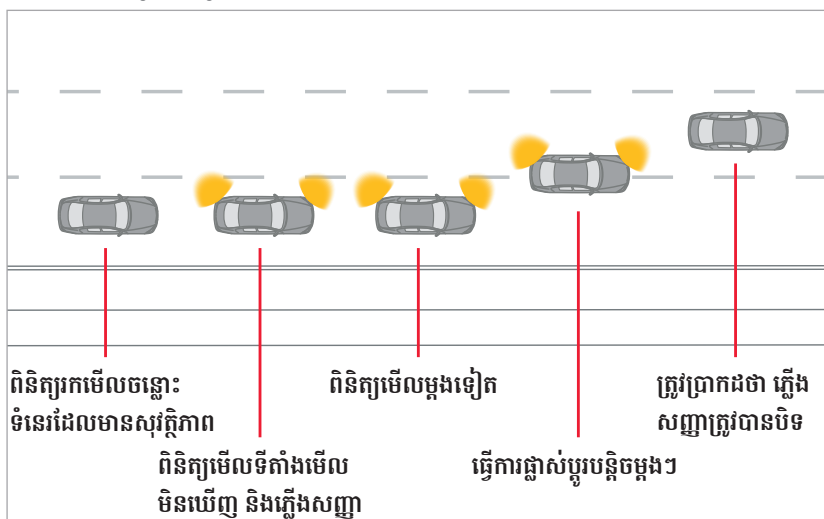 ពិនិត្យរកមើលចន្លោះ
ទំនេរដែលមានសុវត្ថិភាព
ពិនិត្យមើលទីតាំងមើល
មិនឃើញ និងភ្លើងសញ្ញា
ពិនិត្យមើលម្តងទៀត
ធ្វើការផ្លាស់ប្តូរបន្តិចម្តងៗ
ត្រូវប្រាកដថា ភ្លើង
សញ្ញាត្រូវបានបិទ